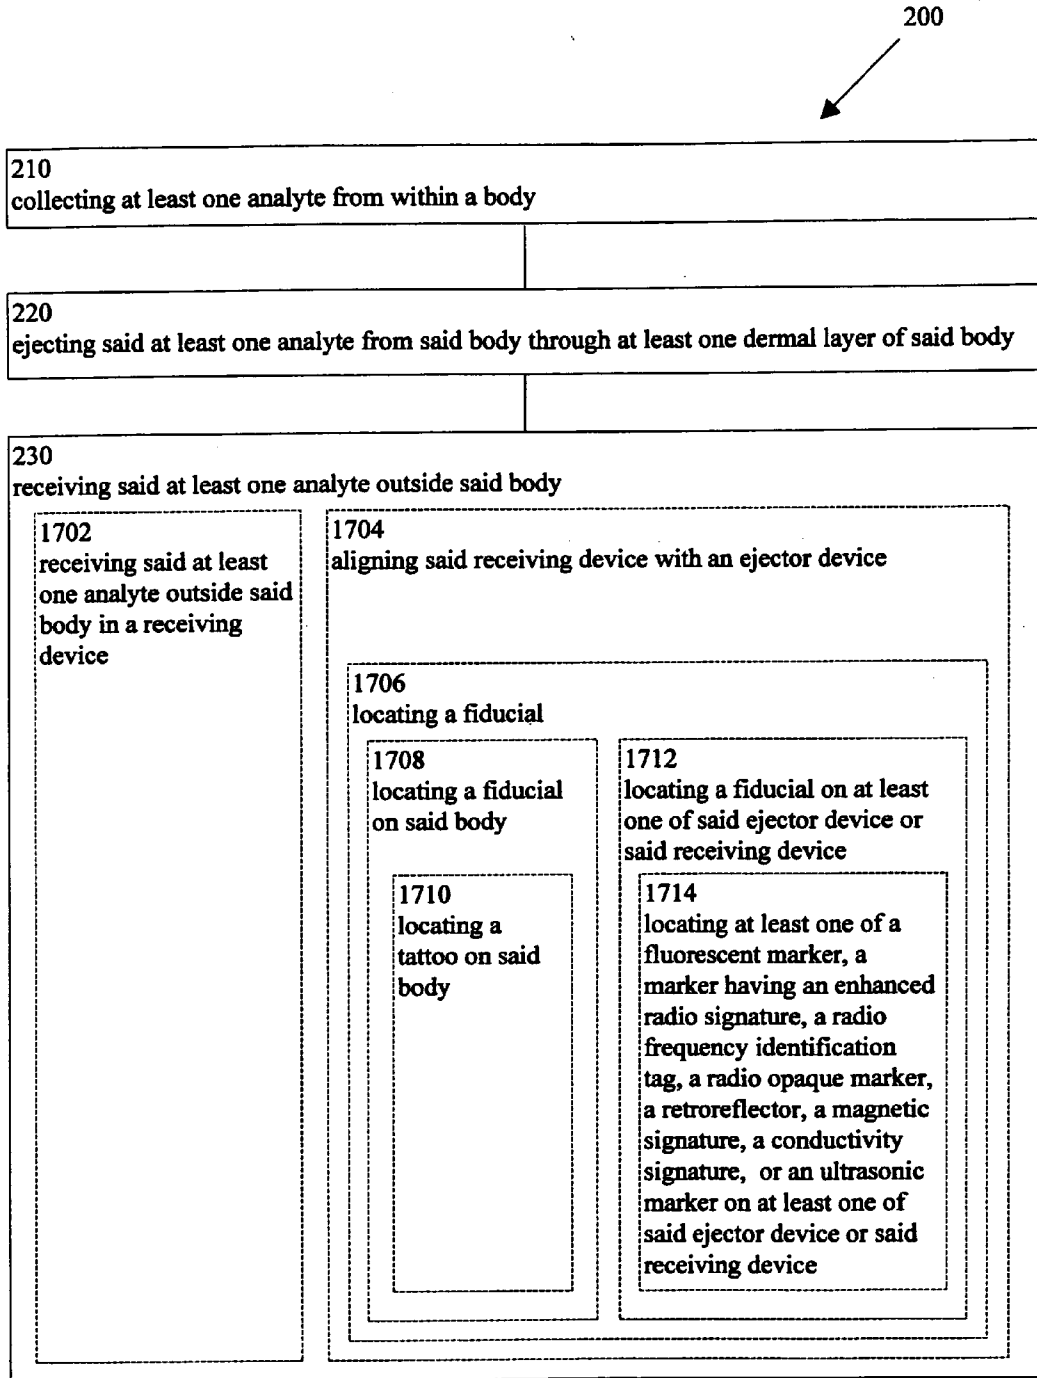 200
210
collecting at least one analyte from within a body
220
ejecting said at least one analyte from said body through at least one dermal layer of said body
230
receiving said at least one analyte outside said body
1702
receiving said at least
one analyte outside said
body in a receiving
device
1704
aligning said receiving device with an ejector device
1706
locating a fiducial
1708
locating a fiducial
on said body
1710
locating a
tattoo on said
body
1712
locating a fiducial on at least
one of said ejector device or
said receiving device
1714
locating at least one of a
fluorescent marker, a
marker having an enhanced
radio signature, a radio
frequency identification
tag, a radio opaque marker,
a retroreflector, a magnetic
signature, a conductivity
signature, or an ultrasonic
marker on at least one of
said ejector device or said
receiving device